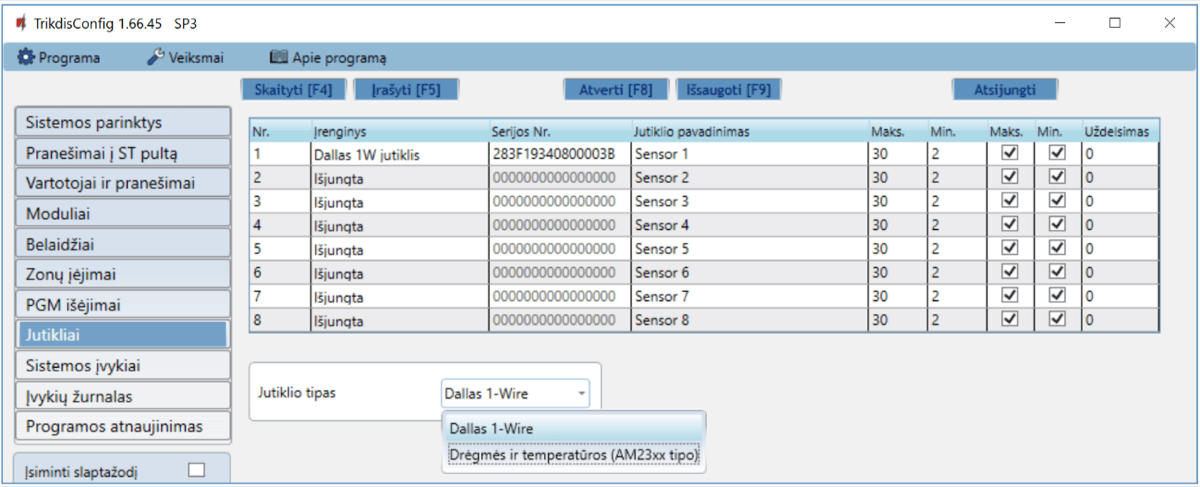 TrikdisConfig 1.66.45 SP3
Programa Veiksmai Apie programą
Skaityti [F4] Įrašyti [F5] Atverti [F8] Išsaugoti [F9] Atsijungti
Sistemos parinktys
Pranešimai į ST pultą
Vartotojai ir pranešimai
Moduliai
Belaidžiai
Zonų įėjimai
PGM išėjimai
Jutikliai
Sistemos įvykiai
Įvykių žurnalas
Programos atnaujinimas
Įsiminti slaptažodį
Nr. Įrenginys Serijos Nr. Jutiklio pavadinimas Maks. Min. Maks. Min. Uždelsimas
1 Dallas 1W jutiklis 283F19340800003B Sensor 1 30 2 0
2 Išjungta 0000000000000000 Sensor 2 30 2 0
3 Išjungta 0000000000000000 Sensor 3 30 2 0
4 Išjungta 0000000000000000 Sensor 4 30 2 0
5 Išjungta 0000000000000000 Sensor 5 30 2 0
6 Išjungta 0000000000000000 Sensor 6 30 2 0
7 Išjungta 0000000000000000 Sensor 7 30 2 0
8 Išjungta 0000000000000000 Sensor 8 30 2 0
Jutiklio tipas Dallas 1-Wire
Dallas 1-Wire
Drėgmės ir temperatūros (AM23xx tipo)